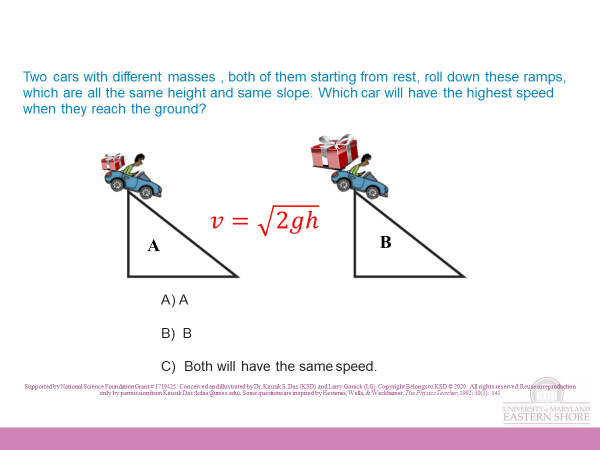 Two cars with different masses , both of them starting from rest, roll down these ramps,
which are all the same height and same slope. Which car will have the highest speed
when they reach the ground?
A
v = √2gh
B
A) A
B) B
C) Both will have the same speed.
Supported by National Science Foundation Grant # 1719425. Conceived and illustrated by Dr. Kausik S. Das (KSD) and Larry Gonick (LG) Copyright Belongs to KSD © 2020. All rights reserved. Reuse or reproduction
only by permission from Kausik Das (kdas@umes.edu). Some questions are inspired by Hestenes, Wells, & Wackhamer, The Physics Teacher, 1992; 30(3): 141
UNIVERSITY of MARYLAND
EASTERN SHORE